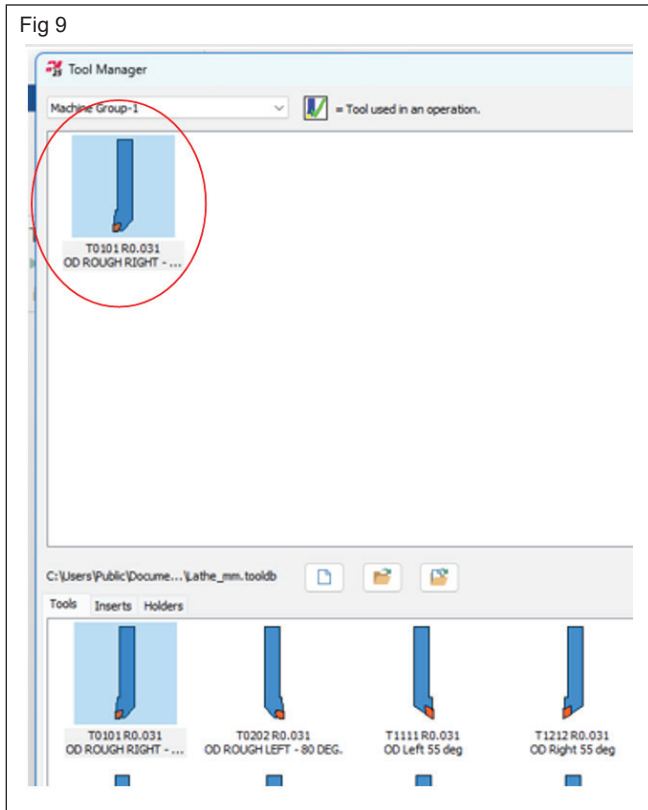 Fig 9
Tool Manager
Machine Group-1
= Tool used in an operation.
T0101 R0.031
OD ROUGH RIGHT - ...
C:\Users\Public\Docume...\Lathe_mm.tooldb
Tools Inserts Holders
T0101 R0.031 T0202 R0.031 T1111 R0.031 T1212 R0.031
OD ROUGH RIGHT - ... OD ROUGH LEFT - 80 DEG. OD Left 55 deg OD Right 55 deg